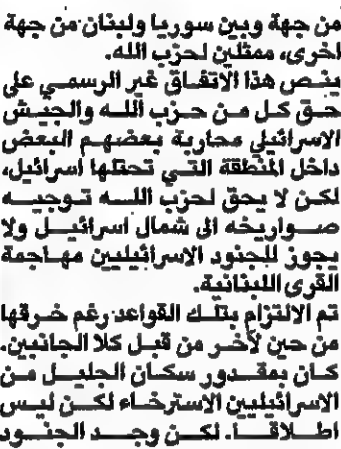 من جهة وبين سوريا ولبنان من جهة
اخرى، ممثلين لحزب الله.
ينص هذا الاتفاق غير الرسمي على
حق كل من حزب الله والجيش
الاسرائيلي محاربة بعضهم البعض
داخل المنطقة التي تحتلها اسرائيل،
لكن لا يحق لحزب الله توجيه
صواريخه الى شمال اسرائيل ولا
يجوز للجنود الاسرائيليين مهاجمة
القرى اللبنانية.
تم الالتزام بتلك القواعد رغم خرقها
من حين لآخر من قبل كلا الجانبين.
كان بمقدور سكان الجليل من
الاسرائيليين الاسترخاء لكن ليس
اطلاقاً. لكن وجد الجنود